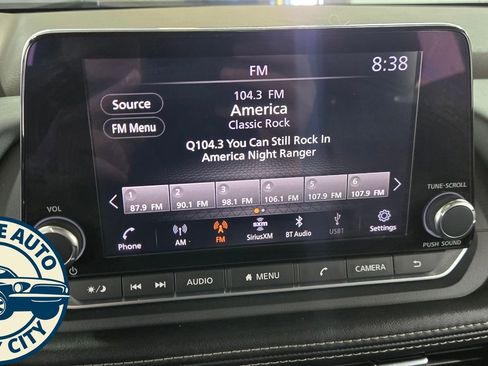 FM
8:38
104.3 FM
Source
America
Classic Rock
FM Menu
Q104.3 You Can Still Rock In
America Night Ranger
1 2 3 4 5 6
87.9 FM 90.1 FM 98.1 FM 106.1 FM 107.9 FM 107.9 FM
Phone AM FM SiriusXM BT Audio USB1 Settings
sxm
VOL
TUNE-SCROLL
PUSH SOUND
AUDIO MENU CAMERA
E AUTO
CITY